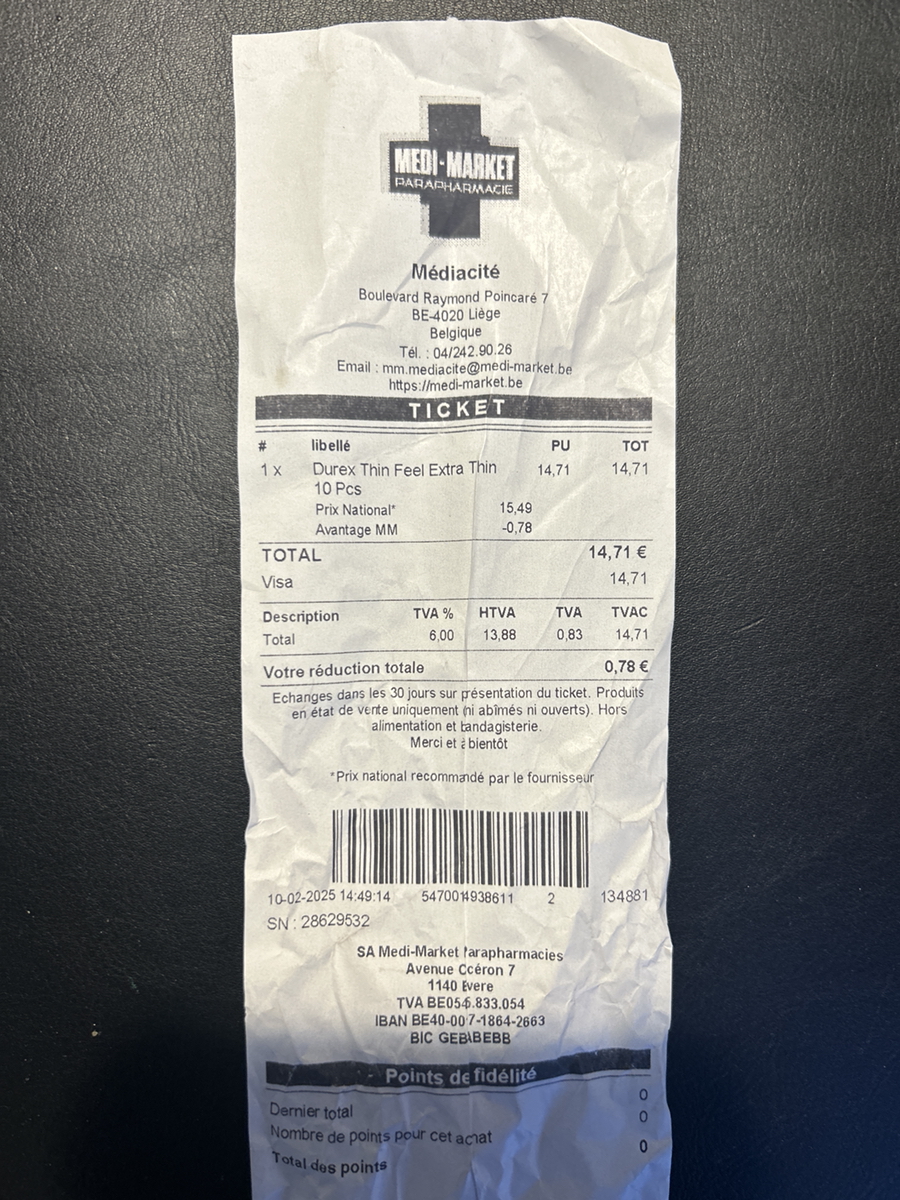 MEDI-MARKET
PARAPHARMACIE
Médiacité
Boulevard Raymond Poincaré 7
BE-4020 Liège
Belgique
Tél. : 04/242.90.26
Email : mm.mediacite@medi-market.be
https://medi-market.be
TICKET
# libellé PU TOT
1 x Durex Thin Feel Extra Thin 14,71 14,71
10 Pcs
Prix National* 15,49
Avantage MM -0,78
TOTAL 14,71 €
Visa 14,71
Description TVA % HTVA TVA TVAC
Total 6,00 13,88 0,83 14,71
Votre réduction totale 0,78 €
Echanges dans les 30 jours sur présentation du ticket. Produits
en état de vente uniquement (ni abîmés ni ouverts). Hors
alimentation et bandagisterie.
Merci et à bientôt
*Prix national recommandé par le fournisseur
10-02-2025 14:49:14 5470014938611 2 134881
SN : 28629532
SA Medi-Market Parapharmacies
Avenue Cicéron 7
1140 Evere
TVA
IBAN
BIC
Points de fidélité
Dernier total 0
Nombre de points pour cet achat 0
Total des points 0